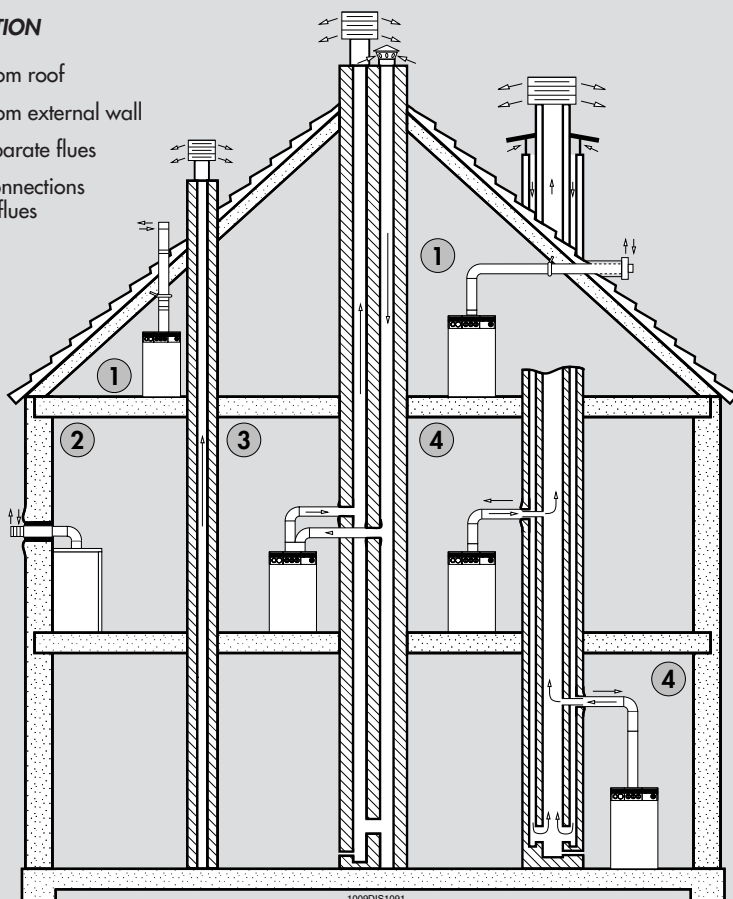 TION
om roof
om external wall
parate flues
onnections
flues
1
1
2
3
4
4
1009DIS1091